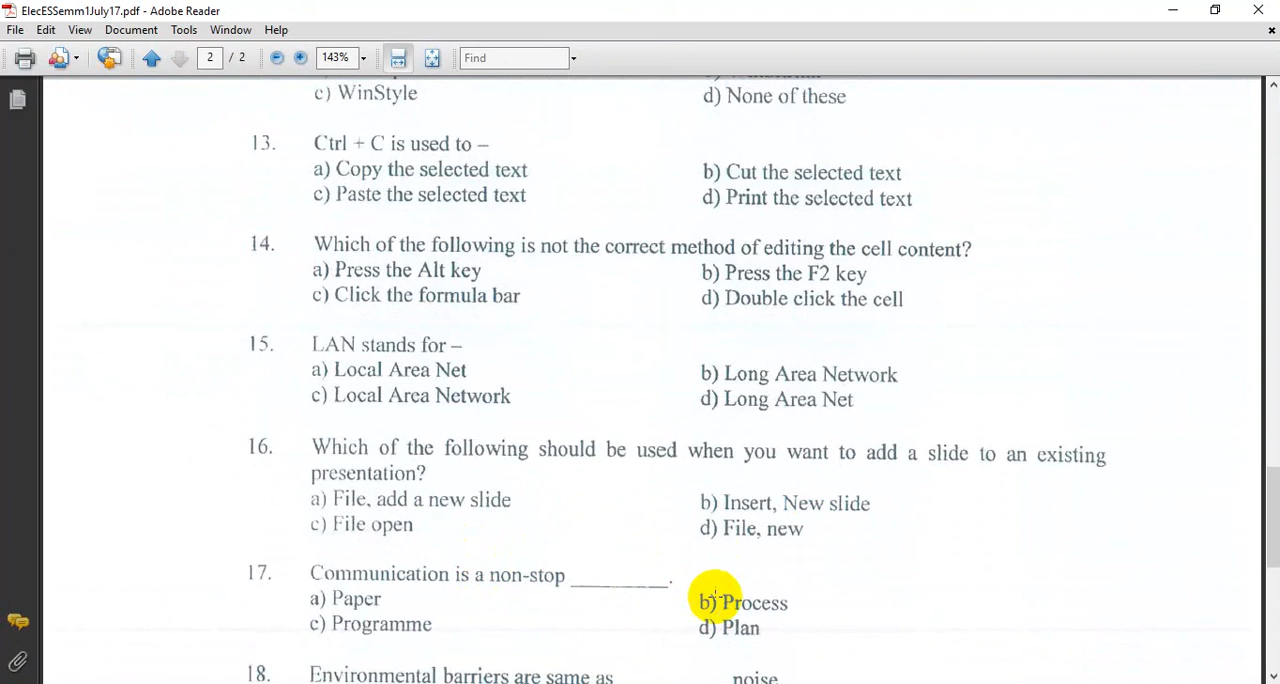 ElecESSemm1July17.pdf - Adobe Reader
File Edit View Document Tools Window Help
2 / 2 143% Find
c) WinStyle d) None of these
13. Ctrl + C is used to –
a) Copy the selected text b) Cut the selected text
c) Paste the selected text d) Print the selected text
14. Which of the following is not the correct method of editing the cell content?
a) Press the Alt key b) Press the F2 key
c) Click the formula bar d) Double click the cell
15. LAN stands for –
a) Local Area Net b) Long Area Network
c) Local Area Network d) Long Area Net
16. Which of the following should be used when you want to add a slide to an existing
presentation?
a) File, add a new slide b) Insert, New slide
c) File open d) File, new
17. Communication is a non-stop _________.
a) Paper b) Process
c) Programme d) Plan
18. Environmental barriers are same as noise